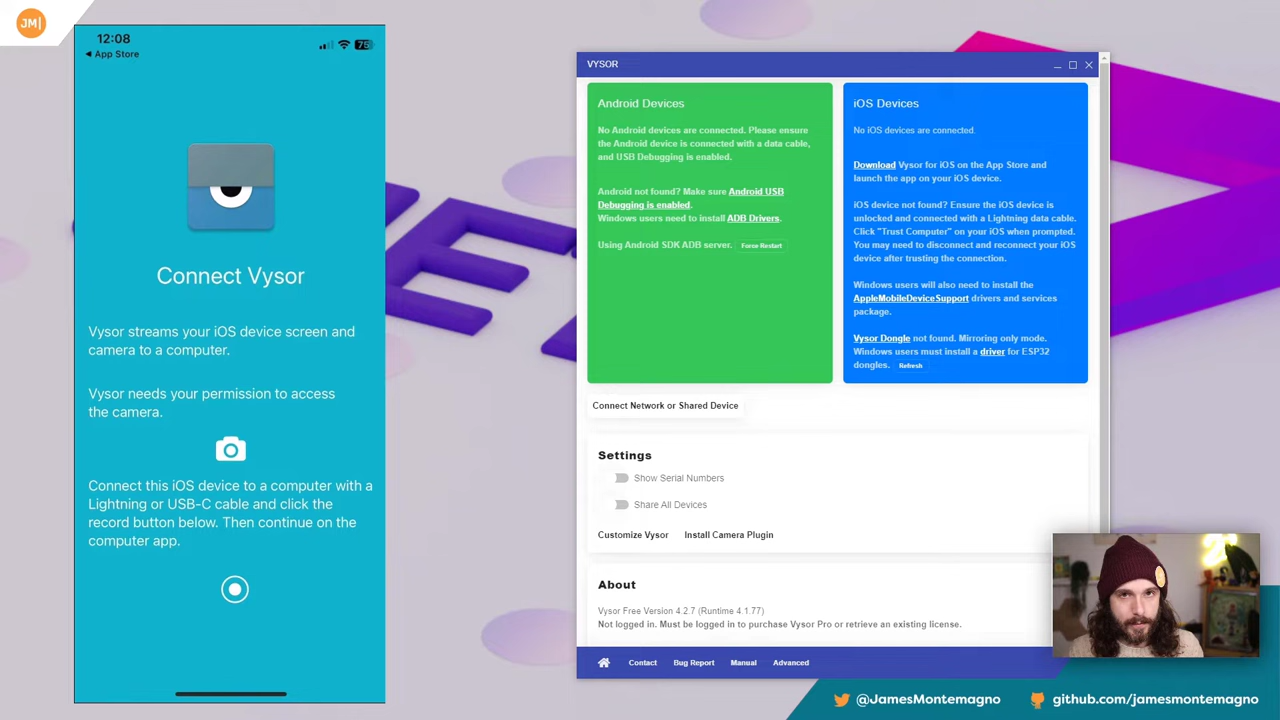 JM|
12:08
App Store
75
Connect Vysor
Vysor streams your iOS device screen and
camera to a computer.
Vysor needs your permission to access
the camera.
Connect this iOS device to a computer with a
Lightning or USB-C cable and click the
record button below. Then continue on the
computer app.
VYSOR
Android Devices
No Android devices are connected. Please ensure
the Android device is connected with a data cable,
and USB Debugging is enabled.
Android not found? Make sure Android USB
Debugging is enabled.
Windows users need to install ADB Drivers.
Using Android SDK ADB server. Force Restart
iOS Devices
No iOS devices are connected.
Download Vysor for iOS on the App Store and
launch the app on your iOS device.
iOS device not found? Ensure the iOS device is
unlocked and connected with a Lightning data cable.
Click "Trust Computer" on your iOS when prompted.
You may need to disconnect and reconnect your iOS
device after trusting the connection.
Windows users will also need to install the
AppleMobileDeviceSupport drivers and services
package.
Vysor Dongle not found. Mirroring only mode.
Windows users must install a driver for ESP32
dongles. Refresh
Connect Network or Shared Device
Settings
Show Serial Numbers
Share All Devices
Customize Vysor Install Camera Plugin
About
Vysor Free Version 4.2.7 (Runtime 4.1.77)
Not logged in. Must be logged in to purchase Vysor Pro or retrieve an existing license.
Contact Bug Report Manual Advanced
@JamesMontemagno github.com/jamesmontemagno